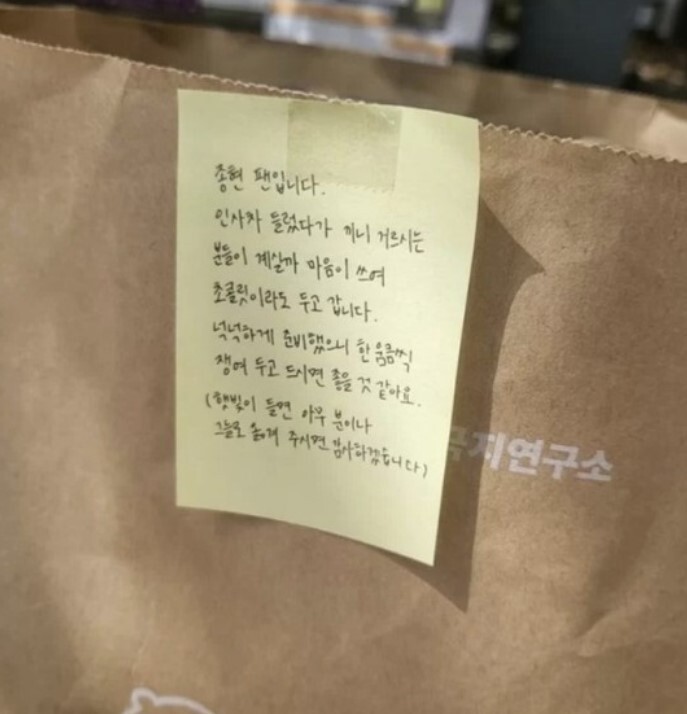 종현 팬입니다.
인사차 들렀다가 끼니 거르시는
분들이 계실까 마음이 쓰여
초콜릿이라도 두고 갑니다.
넉넉하게 준비했으니 한 움큼씩
쟁여 두고 드시면 좋을 것 같아요.
(햇빛이 들면 아무 분이나
그늘로 옮겨 주시면 감사하겠습니다)
극지연구소